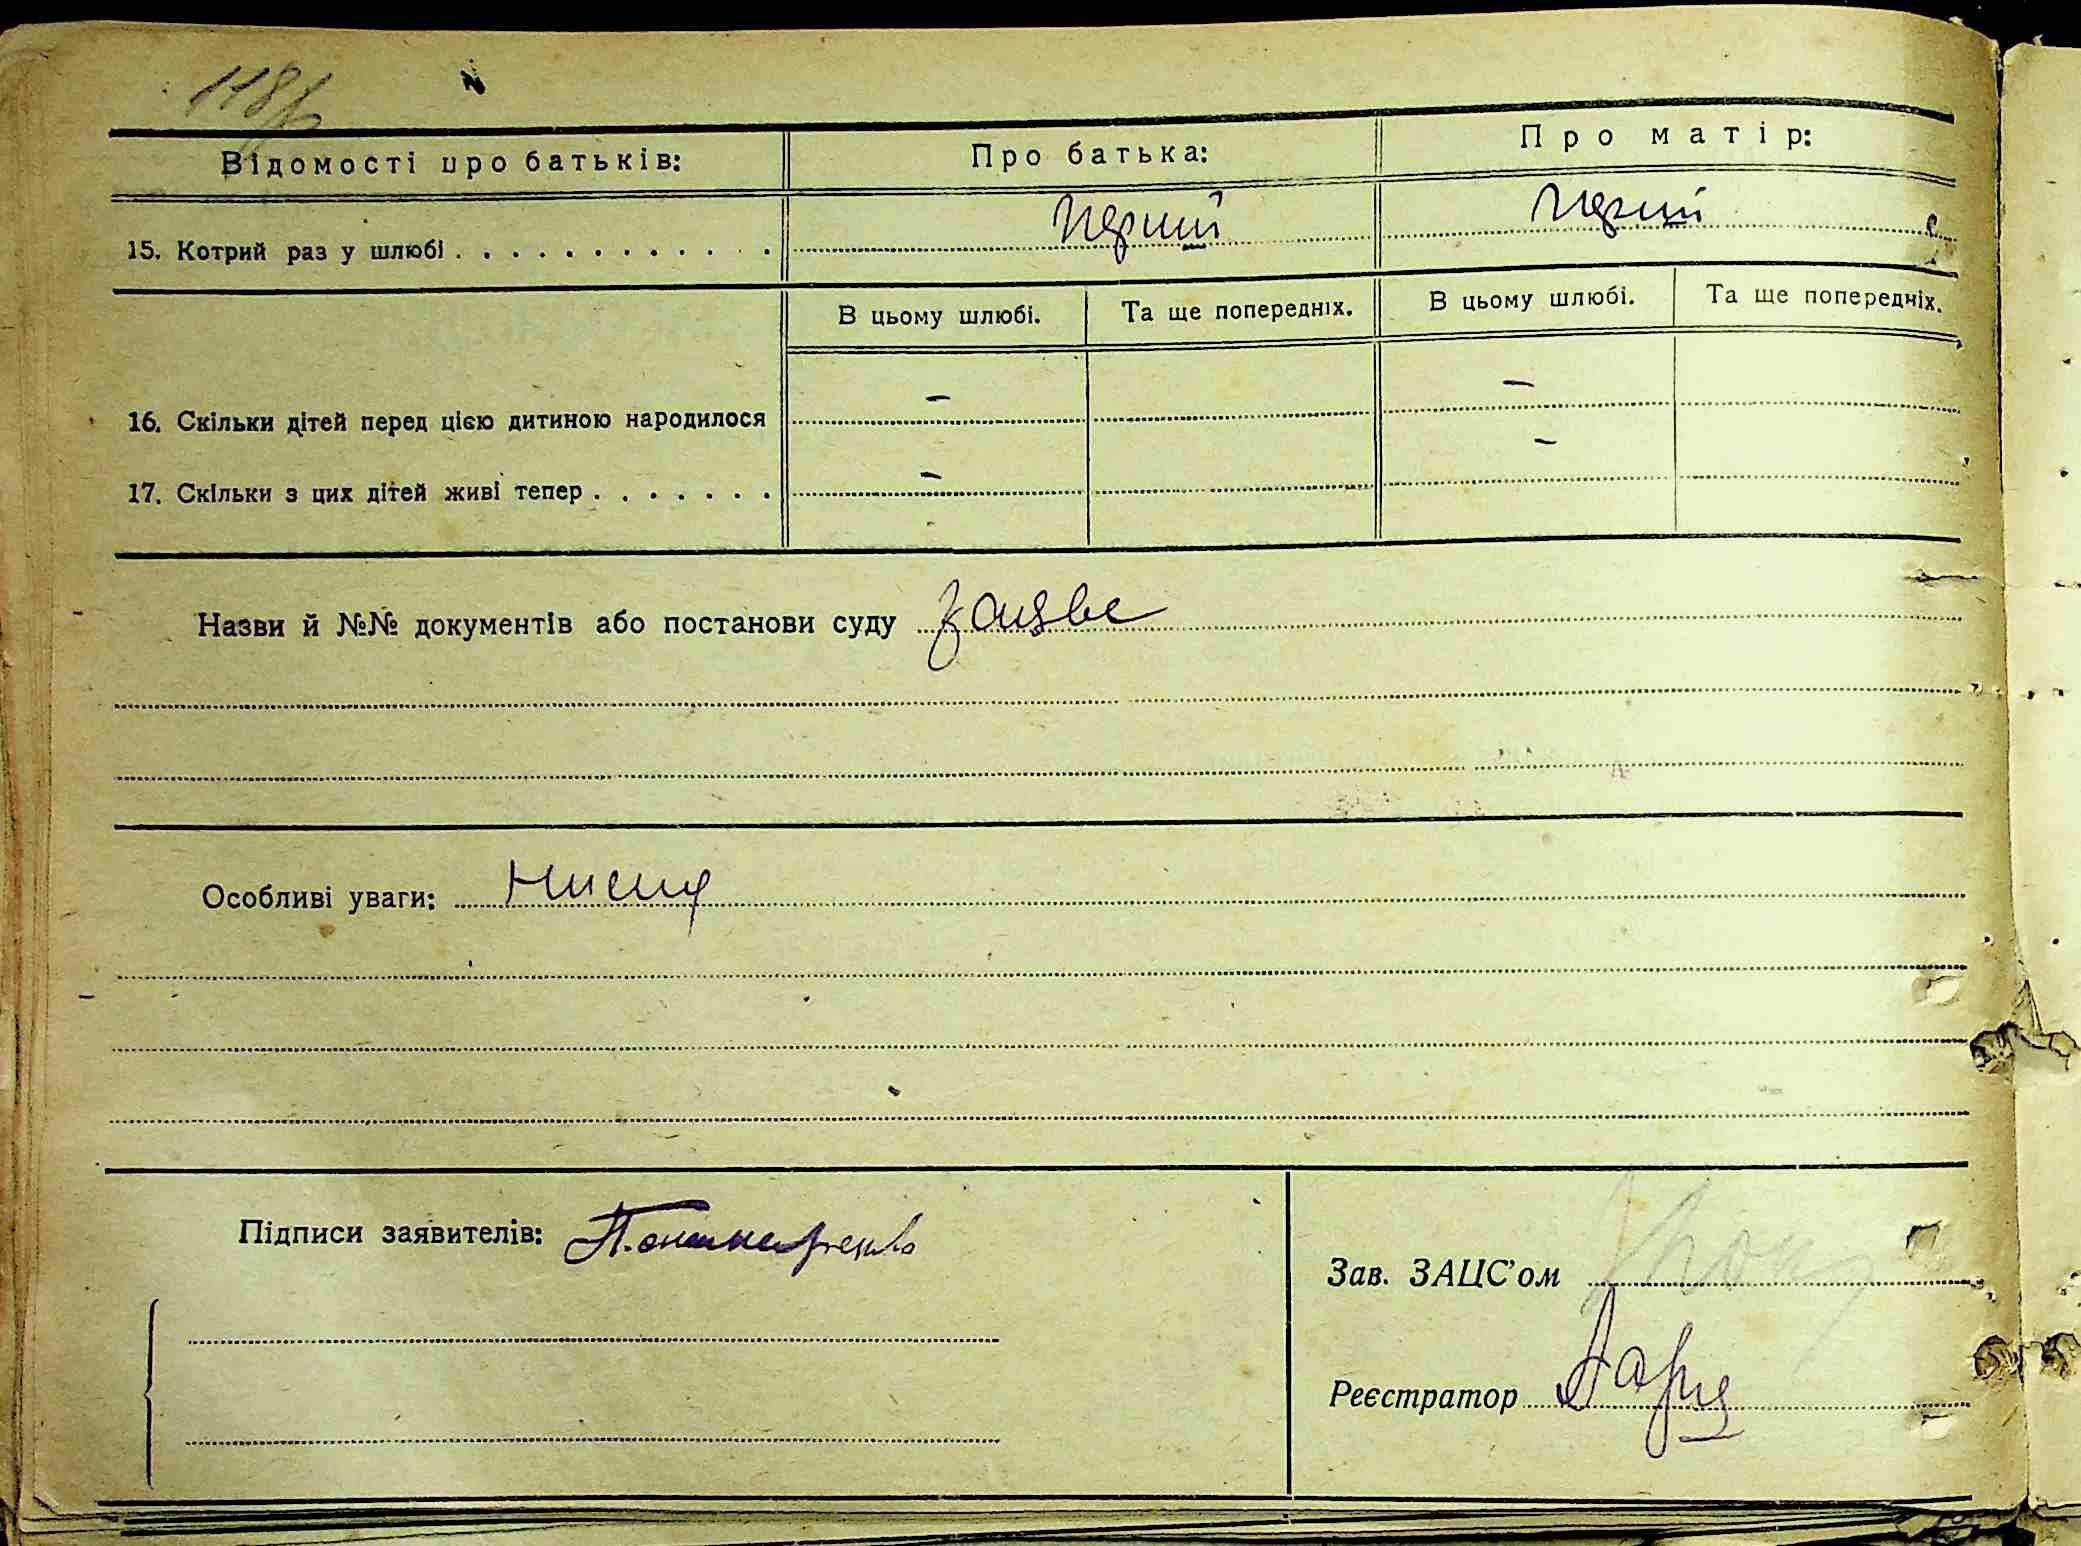 118
Відомості про батьків: Про батька: Про матір:
15. Котрий раз у шлюбі . . . . . . . . . . . . Перший Перший
В цьому шлюбі. Та ще попередніх. В цьому шлюбі. Та ще попередніх.
16. Скільки дітей перед цією дитиною народилося – –
17. Скільки з цих дітей живі тепер . . . . . . . – –
Назви й №№ документів або постанови суду
Особливі уваги:
Підписи заявителів:
Зав. ЗАЦС'ом
Реєстратор